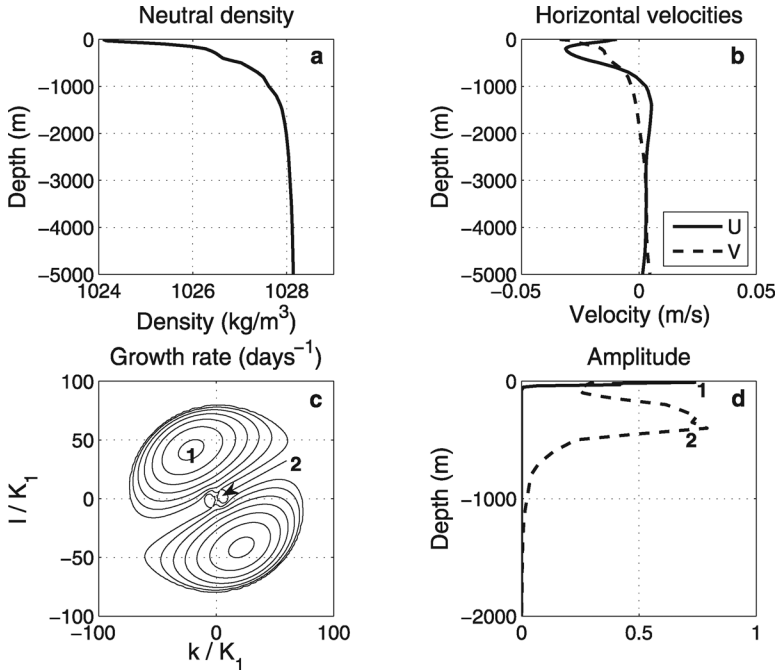 Neutral density
Depth (m)
0
−1000
−2000
−3000
−4000
−5000
a
1024
1026
1028
Density (kg/m³)
Horizontal velocities
Depth (m)
0
−1000
−2000
−3000
−4000
−5000
b
U
V
−0.05
0
0.05
Velocity (m/s)
Growth rate (days⁻¹)
l / K₁
100
50
0
−50
−100
c
1
2
−100
0
100
k / K₁
Amplitude
Depth (m)
0
−1000
−2000
d
1
2
0
0.5
1